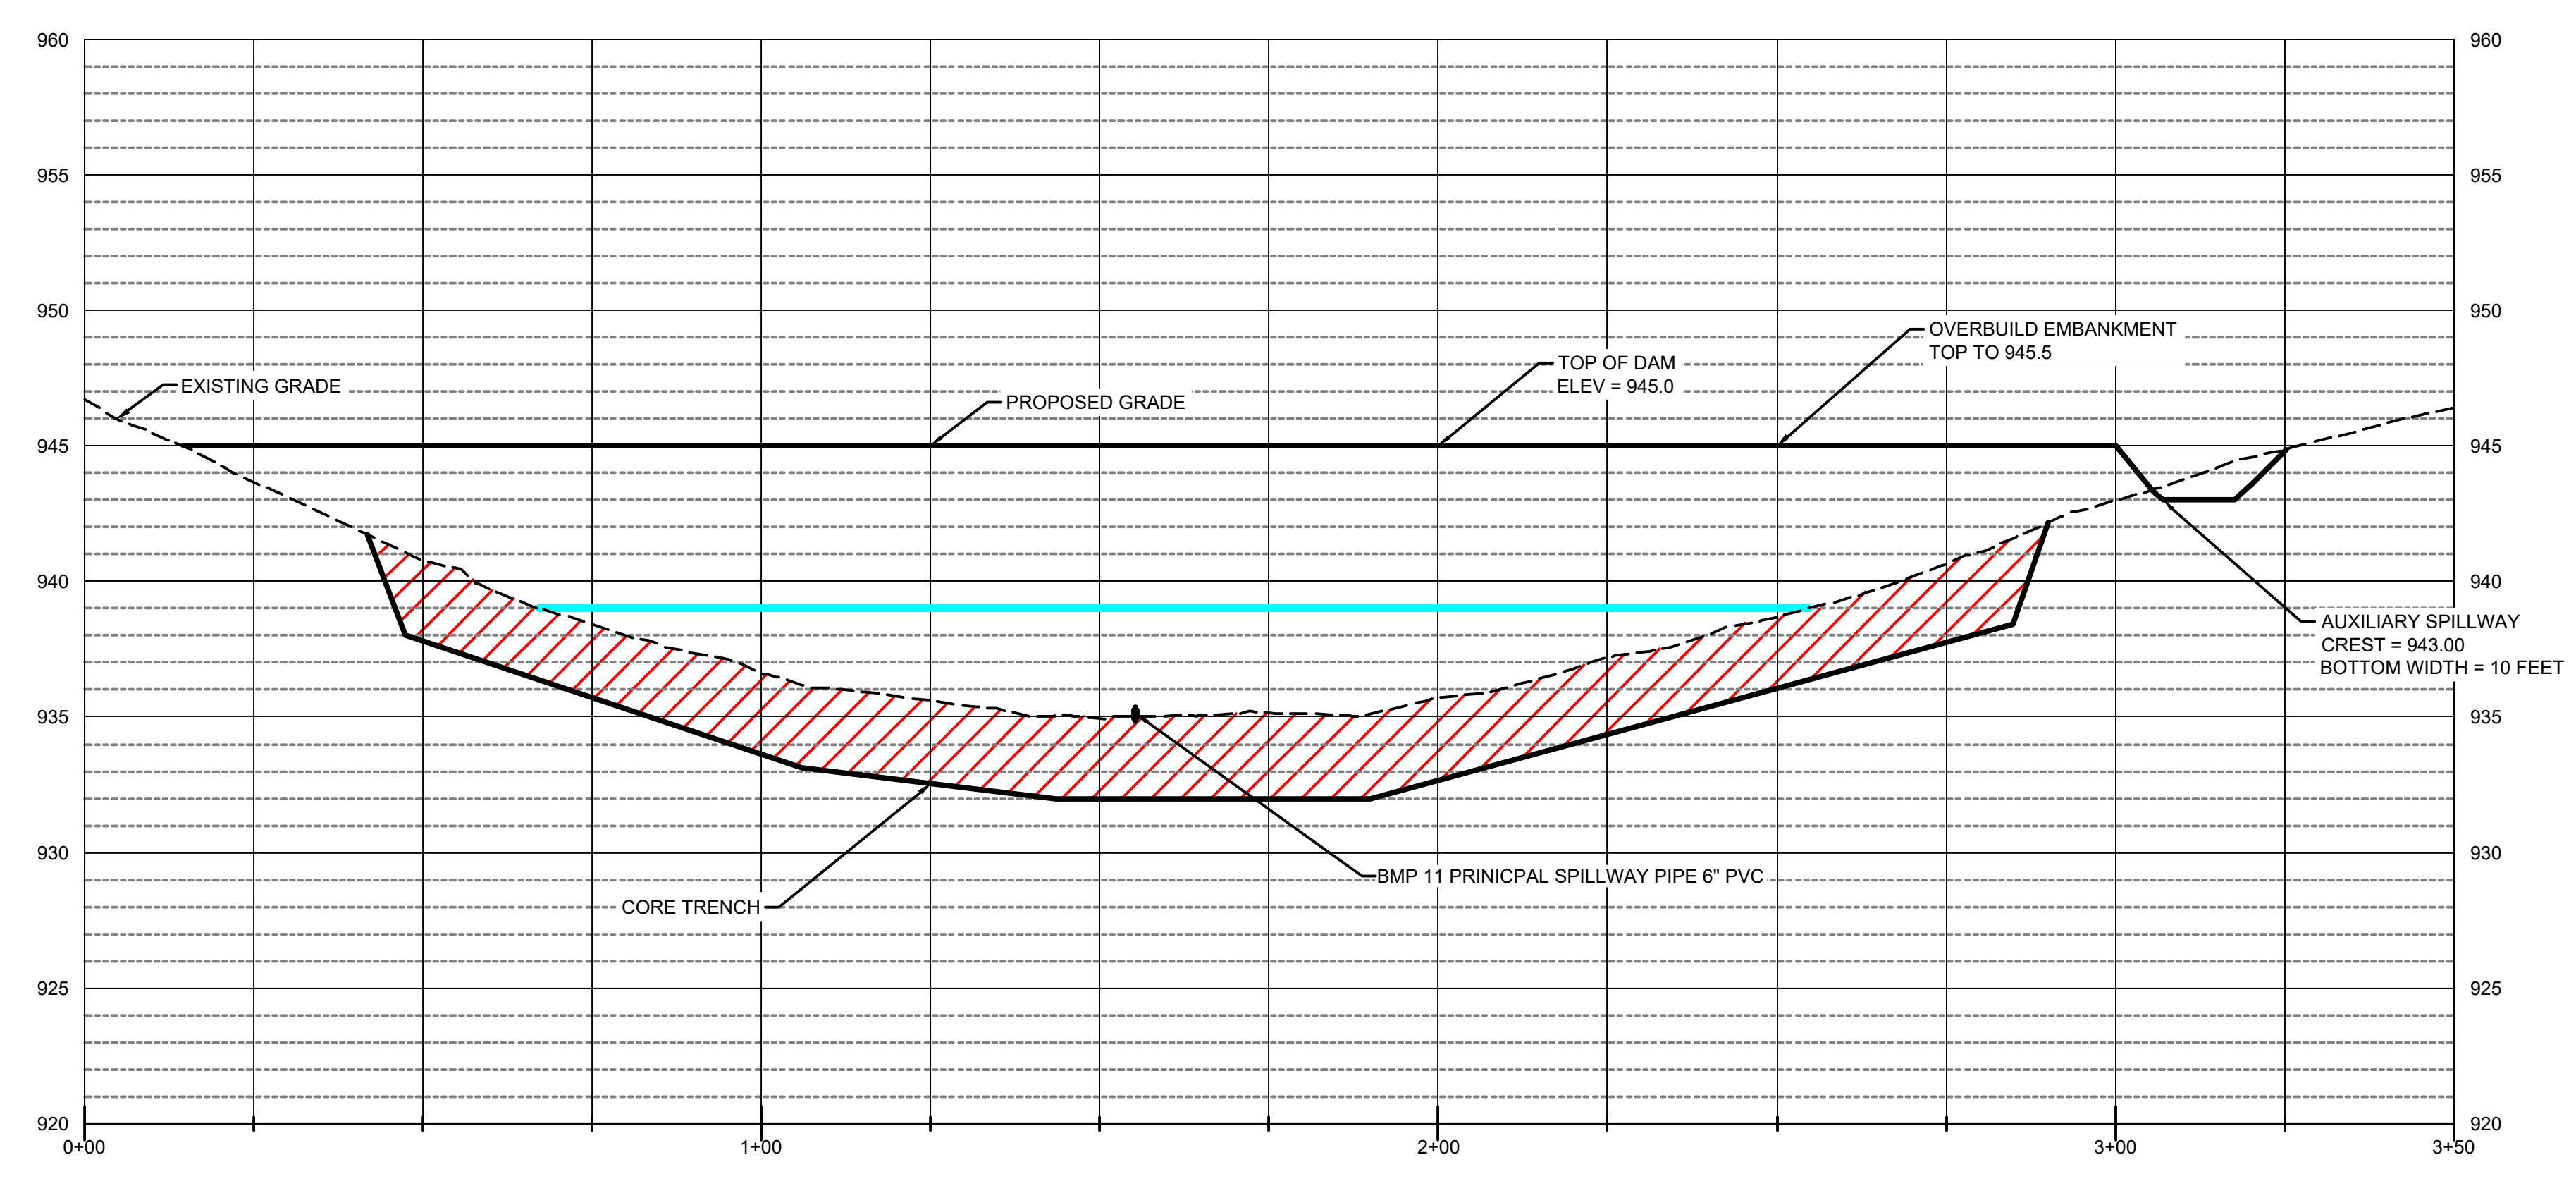 960
960
955
955
950
950
OVERBUILD EMBANKMENT
TOP TO 945.5
TOP OF DAM
ELEV = 945.0
EXISTING GRADE
PROPOSED GRADE
945
945
940
940
AUXILIARY SPILLWAY
CREST = 943.00
BOTTOM WIDTH = 10 FEET
935
935
930
930
BMP 11 PRINICPAL SPILLWAY PIPE 6" PVC
CORE TRENCH
925
925
920
920
0+00
1+00
2+00
3+00
3+50